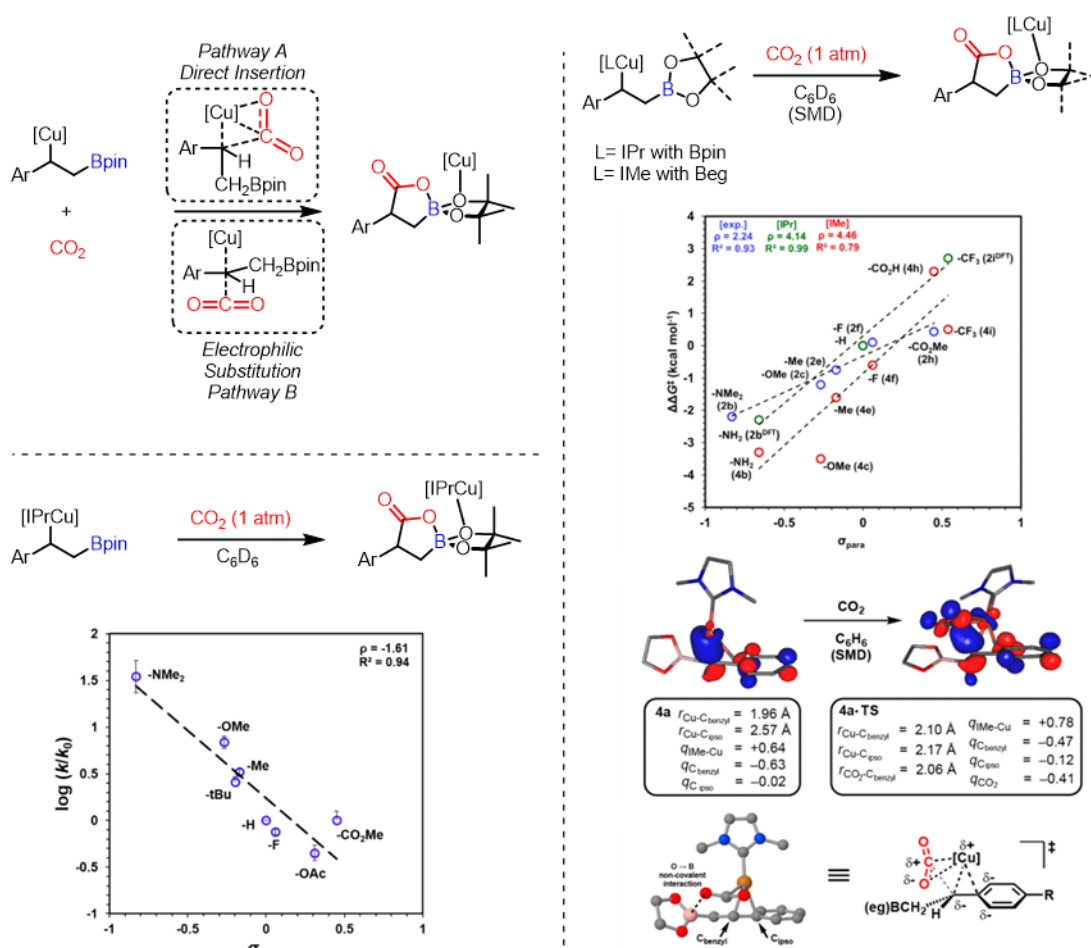 Pathway A
Direct Insertion
[Cu]
O
C
O
Ar
H
CH₂Bpin
[Cu]
Bpin
Ar
+
CO₂
[Cu]
CH₂Bpin
Ar
H
O=C=O
Electrophilic
Substitution
Pathway B
O
O
[Cu]
O
B
O
Ar
[IPrCu]
Bpin
Ar
CO₂ (1 atm)
C₆D₆
[IPrCu]
O
O
O
B
O
Ar
ρ = -1.61
R² = 0.94
log (k/k₀)
2
1.5
1
0.5
0
-0.5
-1
-NMe₂
-OMe
-Me
-tBu
-H
-F
-CO₂Me
-OAc
-1
-0.5
0
0.5
1
[LCu]
O
B
O
Ar
CO₂ (1 atm)
C₆D₆
(SMD)
[LCu]
O
O
O
B
O
Ar
L= IPr with Bpin
L= IMe with Beg
[exp.] [IPr] [IMe]
ρ = 2.24 ρ = 4.14 ρ = 4.46
R² = 0.93 R² = 0.99 R² = 0.79
ΔΔG‡ (kcal mol⁻¹)
4
3
2
1
0
-1
-2
-3
-4
-5
-CO₂H (4h)
-CF₃ (2iᴰᶠᵀ)
-F (2f)
-H
-CF₃ (4i)
-Me (2e)
-CO₂Me
(2h)
-OMe (2c)
-F (4f)
-NMe₂
(2b)
-Me (4e)
-NH₂ (2bᴰᶠᵀ)
-NH₂
(4b)
-OMe (4c)
-1
-0.5
0
0.5
1
σpara
CO₂
C₆H₆
(SMD)
4a
rCu-Cbenzyl = 1.96 Å
rCu-Cipso = 2.57 Å
qIMe-Cu = +0.64
qCbenzyl = –0.63
qCipso = –0.02
4a-TS
rCu-Cbenzyl = 2.10 Å
rCu-Cipso = 2.17 Å
rCO₂-Cbenzyl = 2.06 Å
qIMe-Cu = +0.78
qCbenzyl = –0.47
qCipso = –0.12
qCO₂ = –0.41
O → B
non-covalent
interaction
Cbenzyl
Cipso
≡
O
C
O
δ+
δ-
δ+
[Cu]
(eg)BCH₂
H
δ-
δ-
R
‡